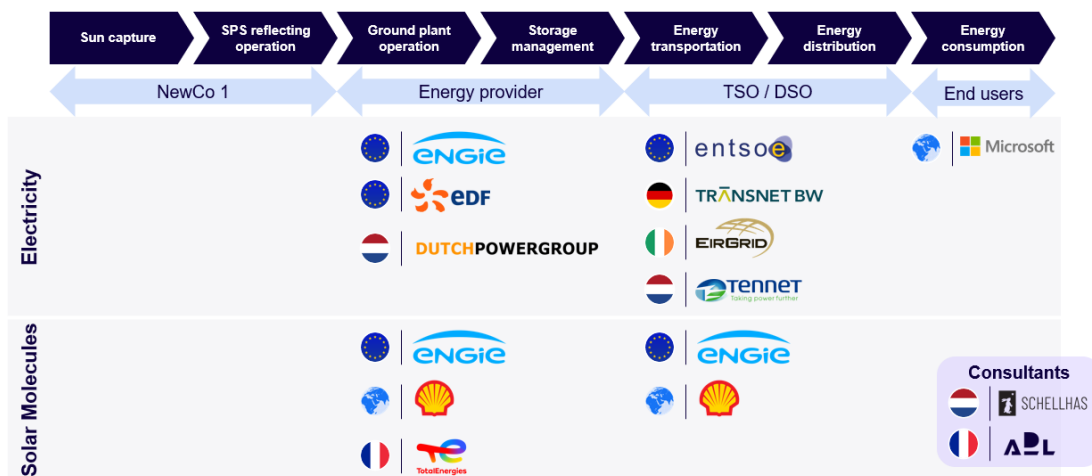 Sun capture
SPS reflecting
operation
Ground plant
operation
Storage
management
Energy
transportation
Energy
distribution
Energy
consumption
NewCo 1
Energy provider
TSO / DSO
End users
Electricity
ENGIE
entsoe
Microsoft
eDF
TRANSNET BW
DUTCHPOWERGROUP
EIRGRID
TENNET
Taking power further
Solar Molecules
ENGIE
ENGIE
TotalEnergies
Consultants
SCHELLHAS
ADL